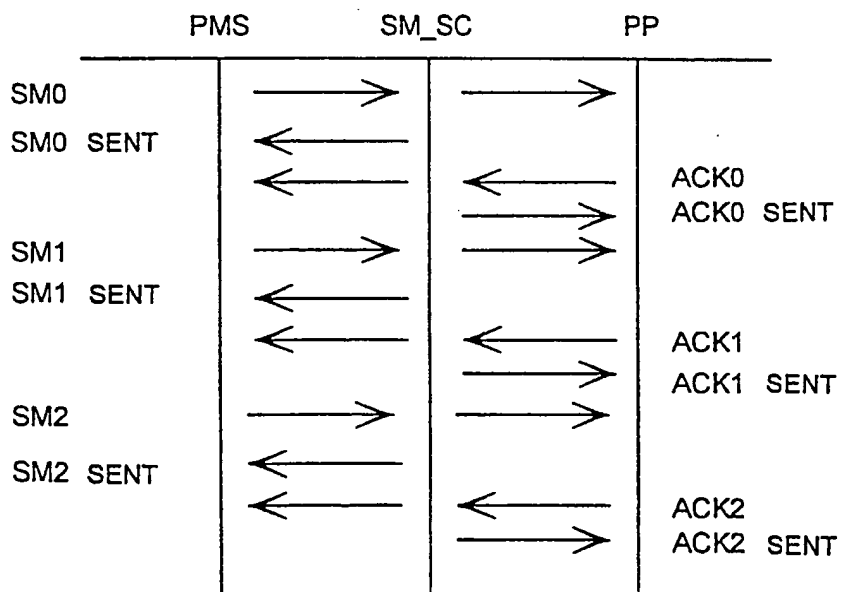 PMS SM_SC PP
SM0
SM0 SENT
ACK0
ACK0 SENT
SM1
SM1 SENT
ACK1
ACK1 SENT
SM2
SM2 SENT
ACK2
ACK2 SENT